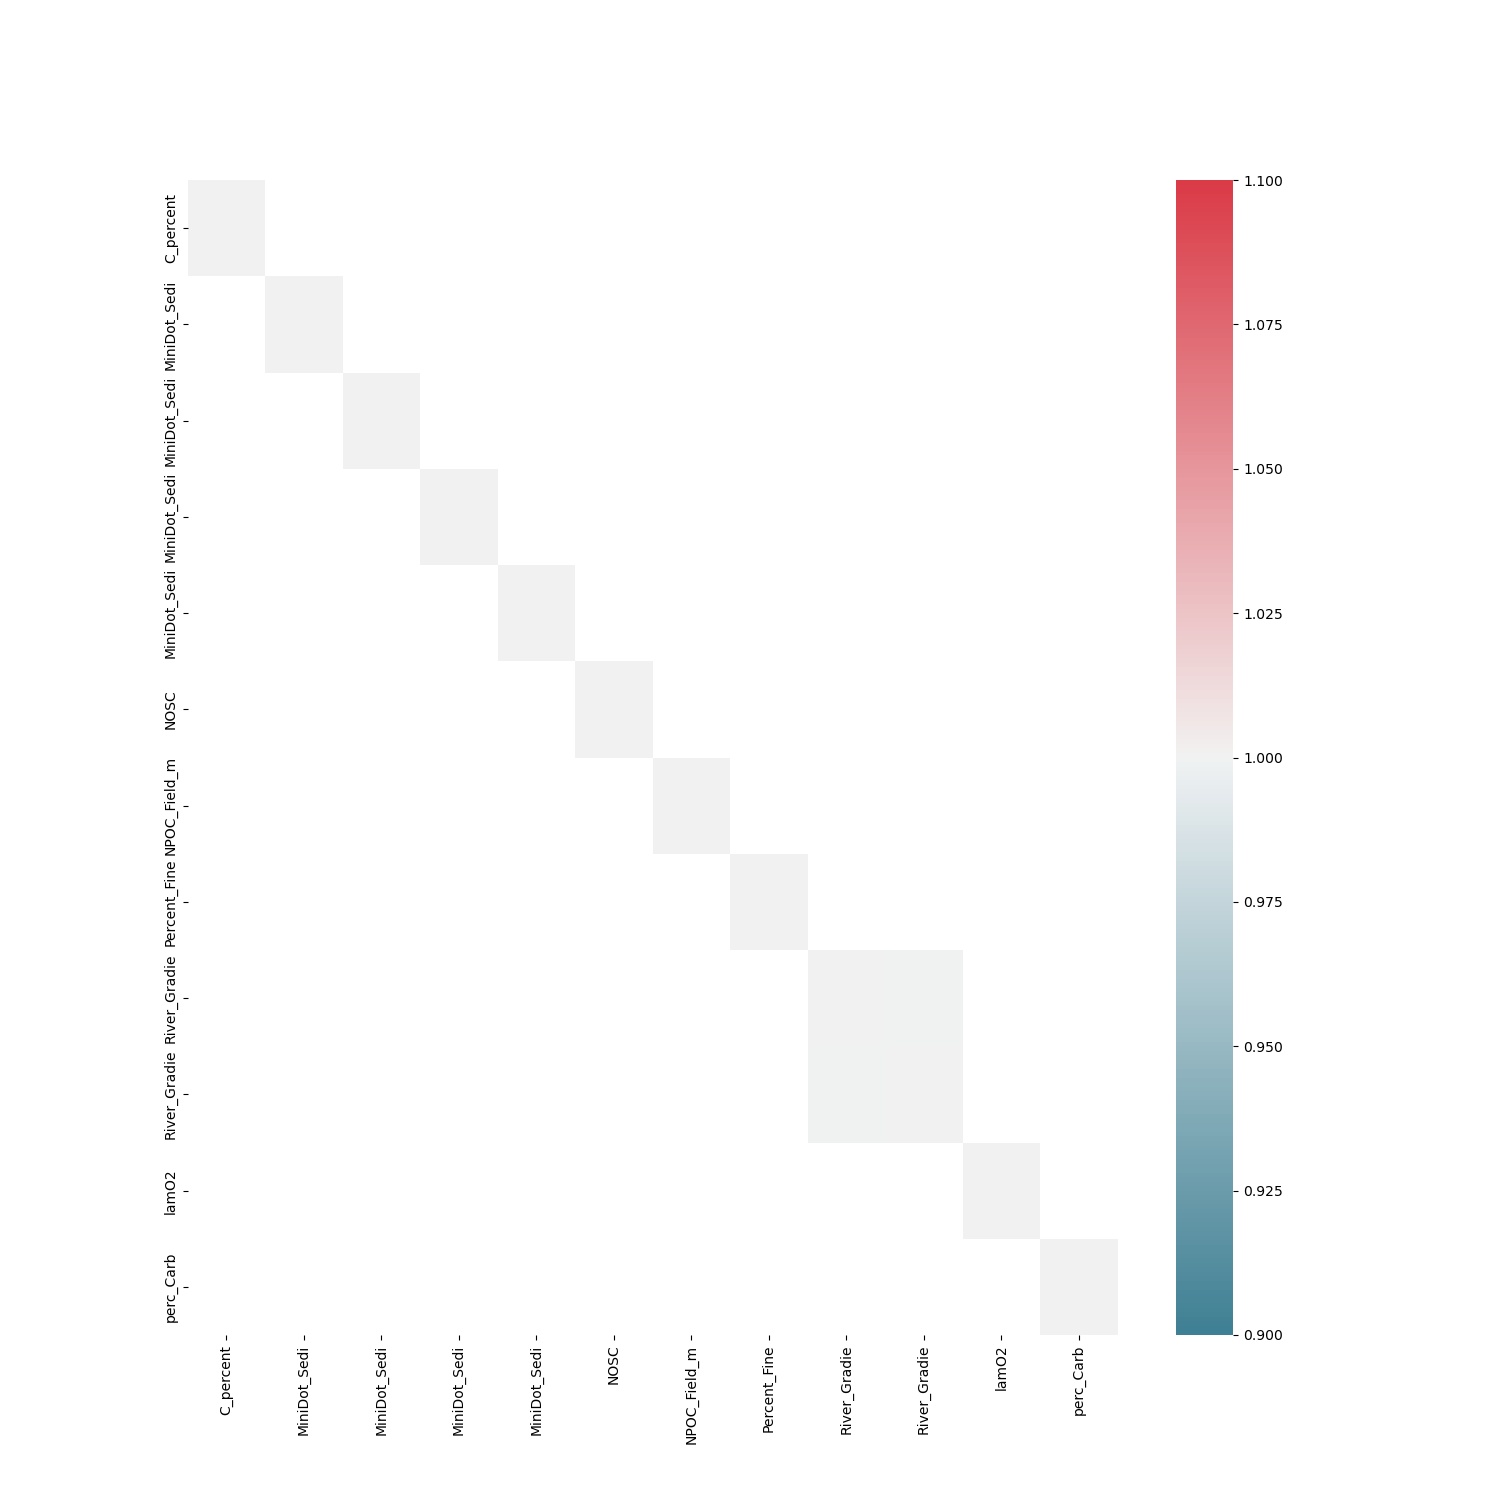 C_percent
MiniDot_Sedi
MiniDot_Sedi
MiniDot_Sedi
MiniDot_Sedi
NOSC
NPOC_Field_m
Percent_Fine
River_Gradie
River_Gradie
lamO2
perc_Carb
C_percent
MiniDot_Sedi
MiniDot_Sedi
MiniDot_Sedi
MiniDot_Sedi
NOSC
NPOC_Field_m
Percent_Fine
River_Gradie
River_Gradie
lamO2
perc_Carb
1.100
1.075
1.050
1.025
1.000
0.975
0.950
0.925
0.900